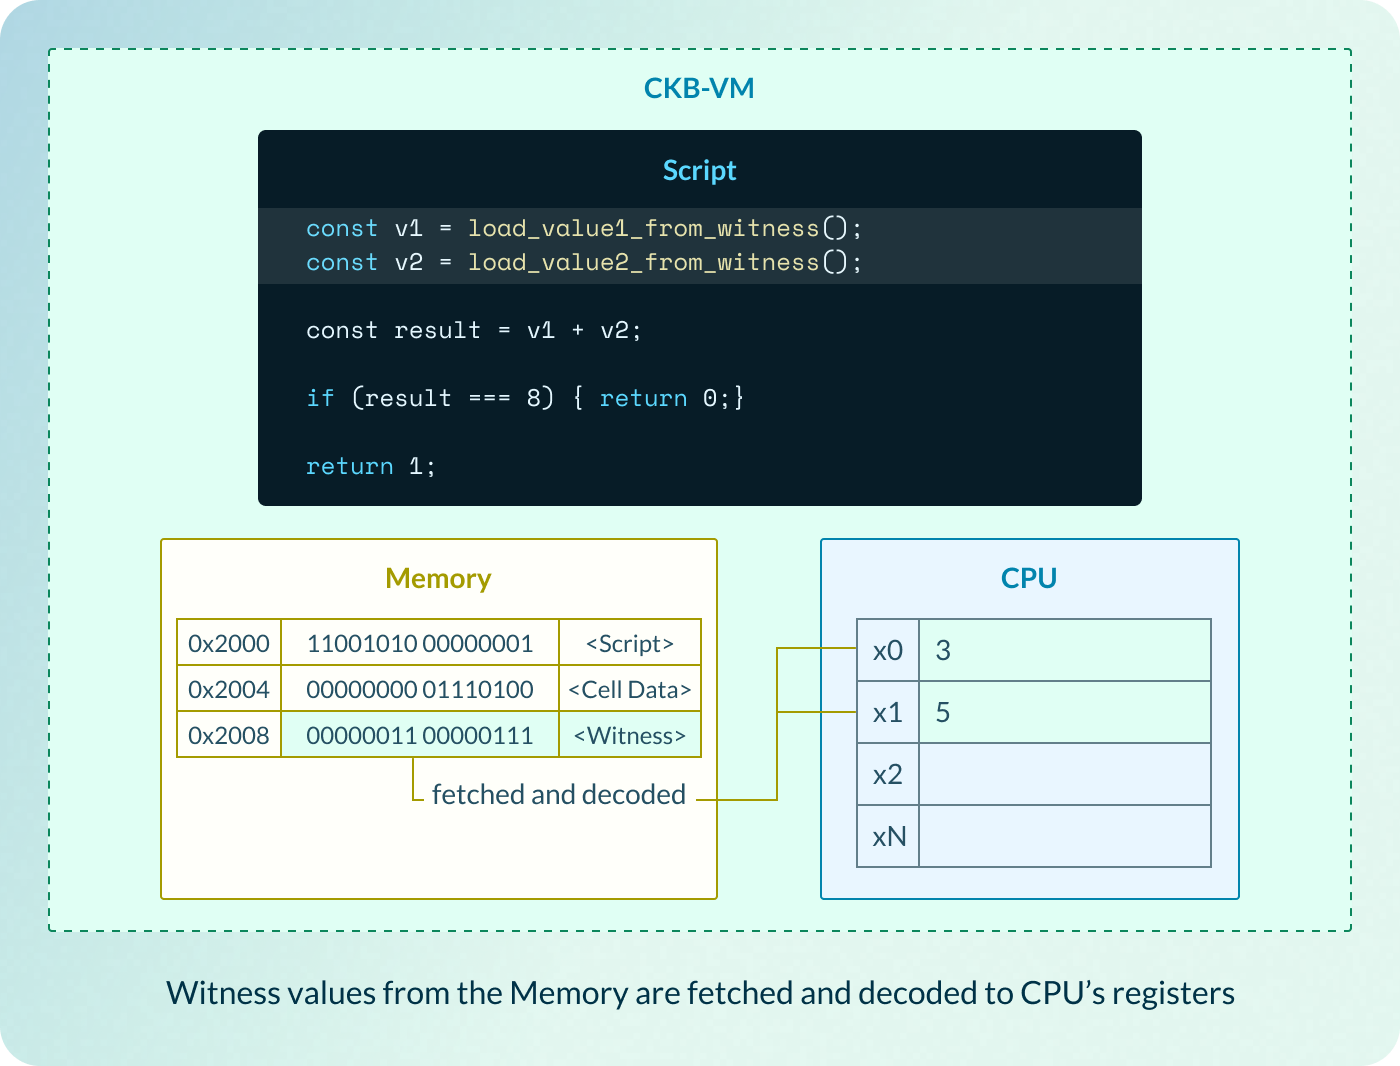 CKB-VM
Script
const v1 = load_value1_from_witness();
const v2 = load_value2_from_witness();
const result = v1 + v2;
if (result === 8) { return 0;}
return 1;
Memory
0x2000 11001010 00000001 <Script>
0x2004 00000000 01110100 <Cell Data>
0x2008 00000011 00000111 <Witness>
fetched and decoded
CPU
x0 3
x1 5
x2
xN
Witness values from the Memory are fetched and decoded to CPU’s registers